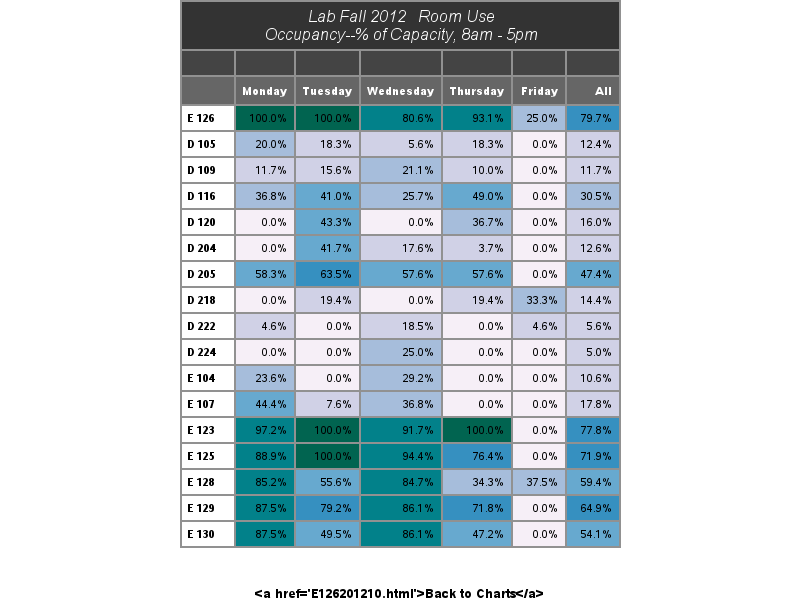 Lab Fall 2012 Room Use
Occupancy--% of Capacity, 8am - 5pm
Monday Tuesday Wednesday Thursday Friday All
E 126 100.0% 100.0% 80.6% 93.1% 25.0% 79.7%
D 105 20.0% 18.3% 5.6% 18.3% 0.0% 12.4%
D 109 11.7% 15.6% 21.1% 10.0% 0.0% 11.7%
D 116 36.8% 41.0% 25.7% 49.0% 0.0% 30.5%
D 120 0.0% 43.3% 0.0% 36.7% 0.0% 16.0%
D 204 0.0% 41.7% 17.6% 3.7% 0.0% 12.6%
D 205 58.3% 63.5% 57.6% 57.6% 0.0% 47.4%
D 218 0.0% 19.4% 0.0% 19.4% 33.3% 14.4%
D 222 4.6% 0.0% 18.5% 0.0% 4.6% 5.6%
D 224 0.0% 0.0% 25.0% 0.0% 0.0% 5.0%
E 104 23.6% 0.0% 29.2% 0.0% 0.0% 10.6%
E 107 44.4% 7.6% 36.8% 0.0% 0.0% 17.8%
E 123 97.2% 100.0% 91.7% 100.0% 0.0% 77.8%
E 125 88.9% 100.0% 94.4% 76.4% 0.0% 71.9%
E 128 85.2% 55.6% 84.7% 34.3% 37.5% 59.4%
E 129 87.5% 79.2% 86.1% 71.8% 0.0% 64.9%
E 130 87.5% 49.5% 86.1% 47.2% 0.0% 54.1%
<a href='E126201210.html'>Back to Charts</a>